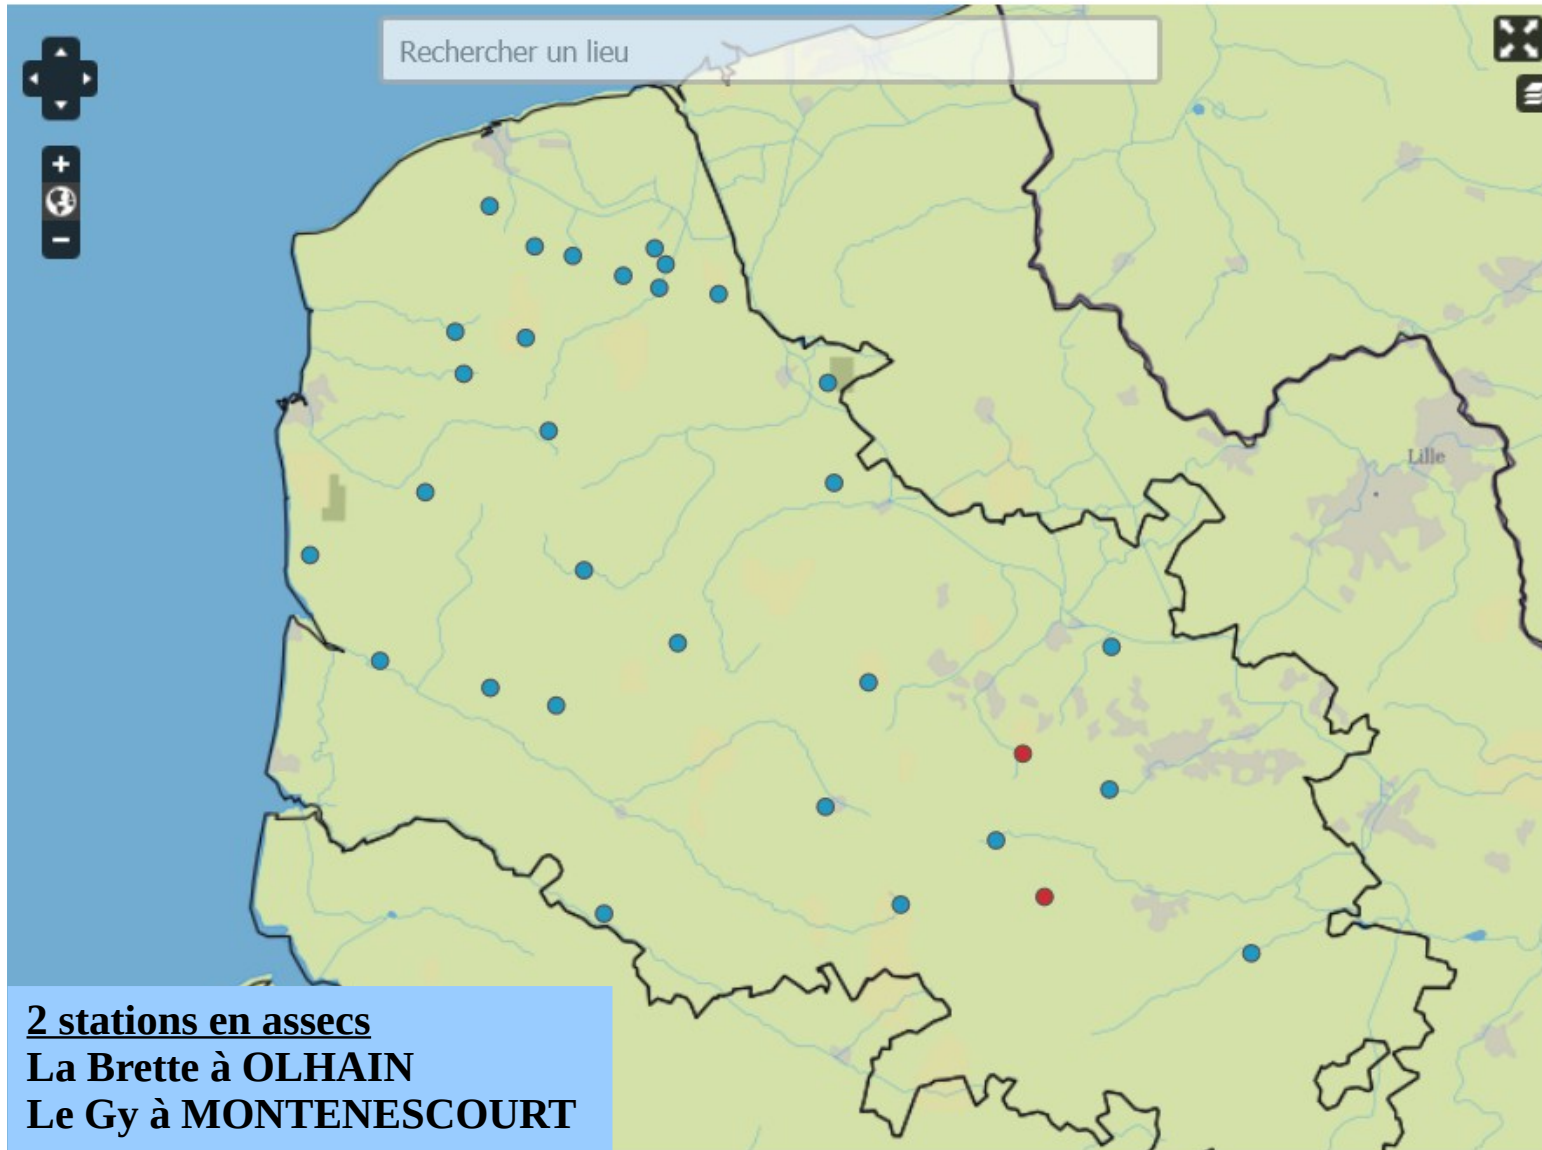 Rechercher un lieu
Lille
2 stations en assecs
La Brette à OLHAIN
Le Gy à MONTENESCOURT